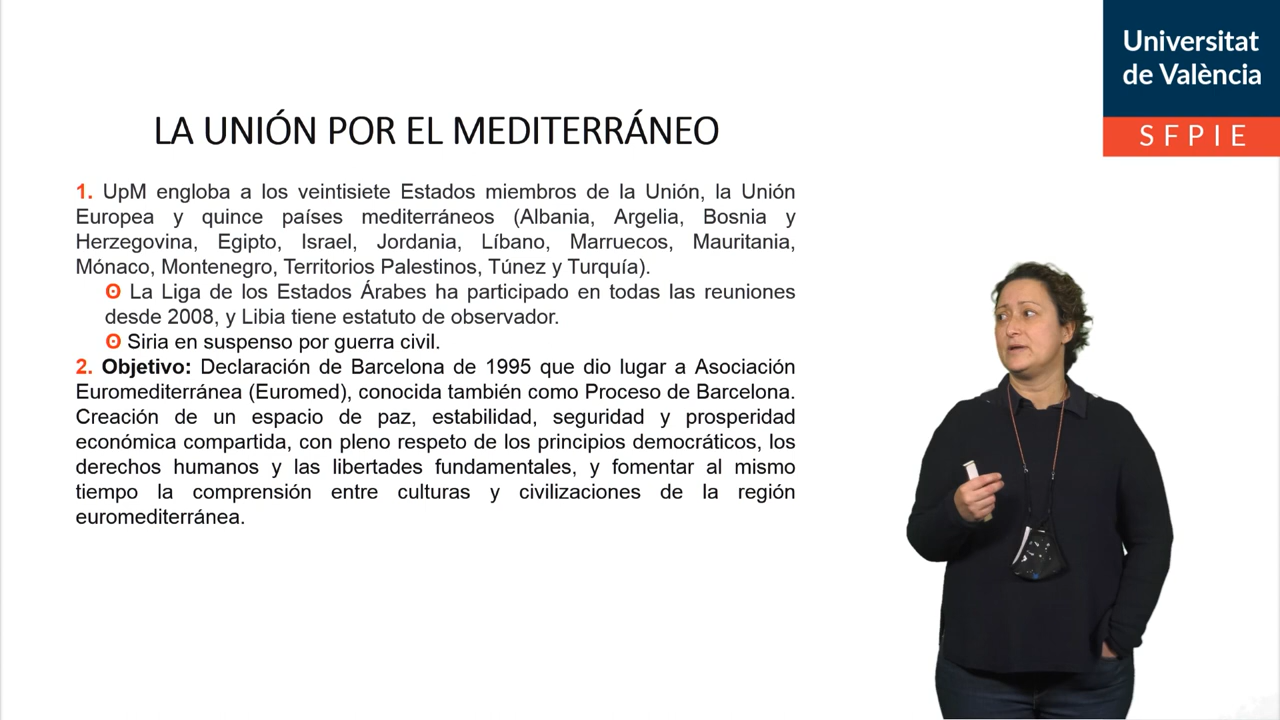 Universitat
de València
SFPIE
LA UNIÓN POR EL MEDITERRÁNEO
1. UpM engloba a los veintisiete Estados miembros de la Unión, la Unión
Europea y quince países mediterráneos (Albania, Argelia, Bosnia y
Herzegovina, Egipto, Israel, Jordania, Líbano, Marruecos, Mauritania,
Mónaco, Montenegro, Territorios Palestinos, Túnez y Turquía).
ʘ La Liga de los Estados Árabes ha participado en todas las reuniones
desde 2008, y Libia tiene estatuto de observador.
ʘ Siria en suspenso por guerra civil.
2. Objetivo: Declaración de Barcelona de 1995 que dio lugar a Asociación
Euromediterránea (Euromed), conocida también como Proceso de Barcelona.
Creación de un espacio de paz, estabilidad, seguridad y prosperidad
económica compartida, con pleno respeto de los principios democráticos, los
derechos humanos y las libertades fundamentales, y fomentar al mismo
tiempo la comprensión entre culturas y civilizaciones de la región
euromediterránea.